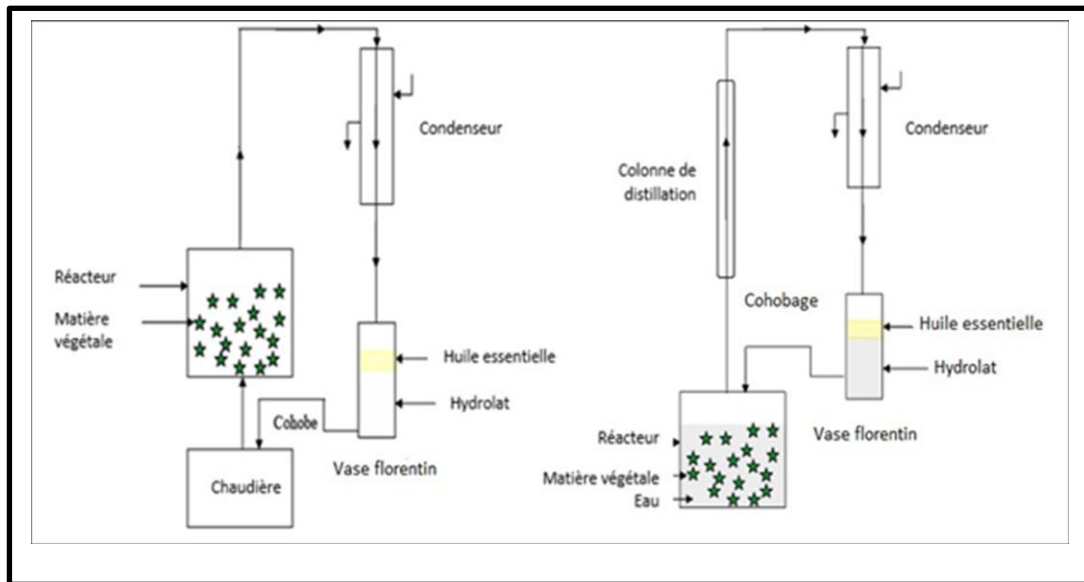 Condenseur
Réacteur
Matière
végétale
Huile essentielle
Hydrolat
Cohobe
Vase florentin
Chaudière
Condenseur
Colonne de
distillation
Cohobage
Huile essentielle
Hydrolat
Vase florentin
Réacteur
Matière végétale
Eau